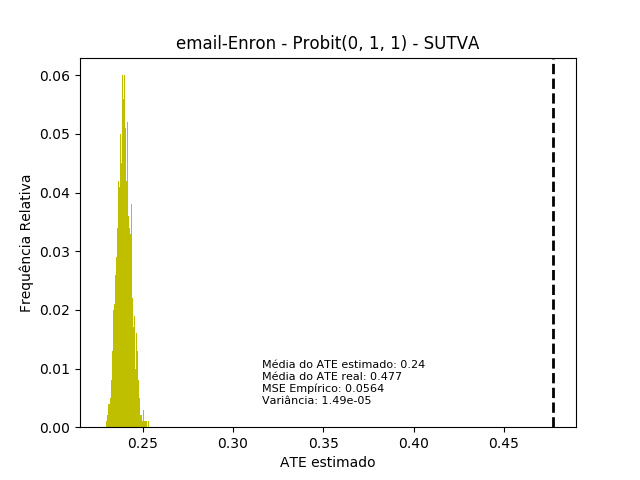 email-Enron - Probit(0, 1, 1) - SUTVA
0.06
0.05
0.04
0.03
0.02
0.01
0.00
Frequência Relativa
Média do ATE estimado: 0.24
Média do ATE real: 0.477
MSE Empírico: 0.0564
Variância: 1.49e-05
0.25 0.30 0.35 0.40 0.45
ATE estimado